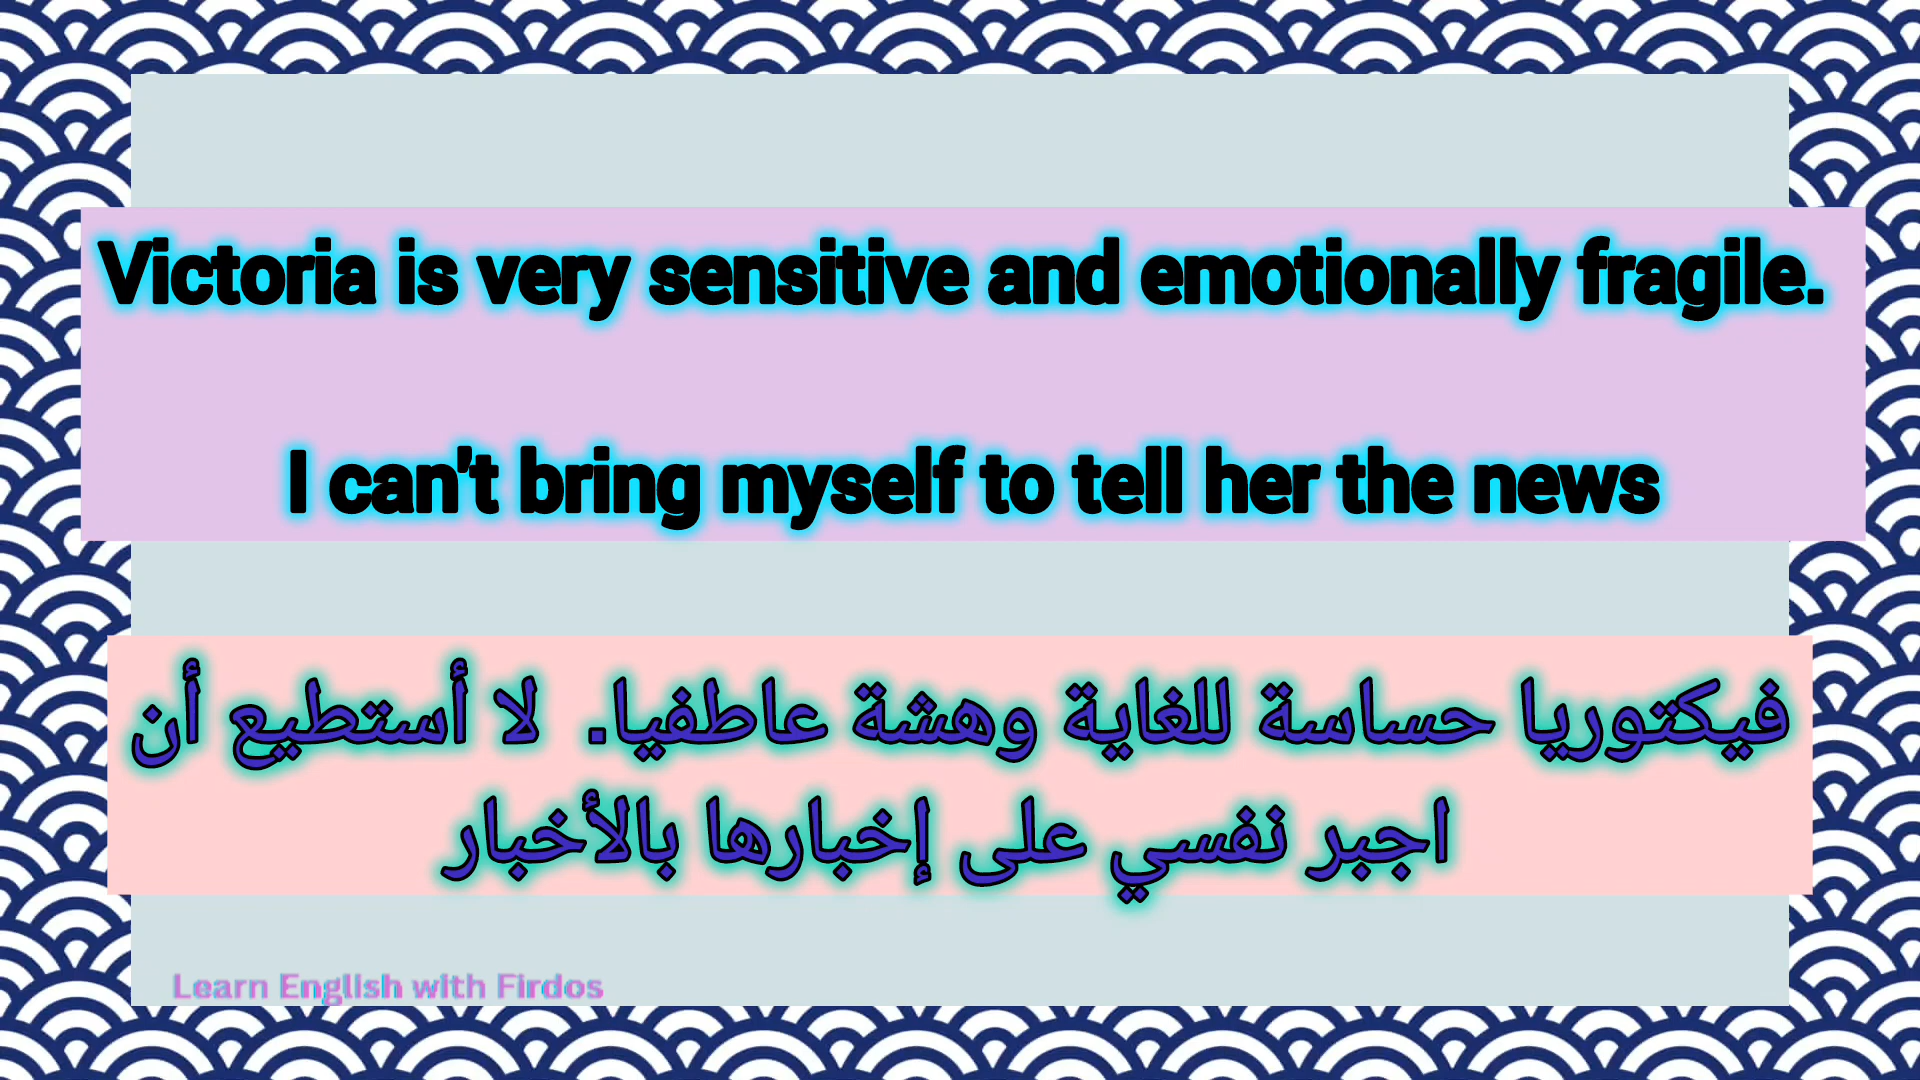 Victoria is very sensitive and emotionally fragile.
I can't bring myself to tell her the news
فيكتوريا حساسة للغاية وهشة عاطفيا. لا أستطيع أن
اجبر نفسي على إخبارها بالأخبار
Learn English with Firdos